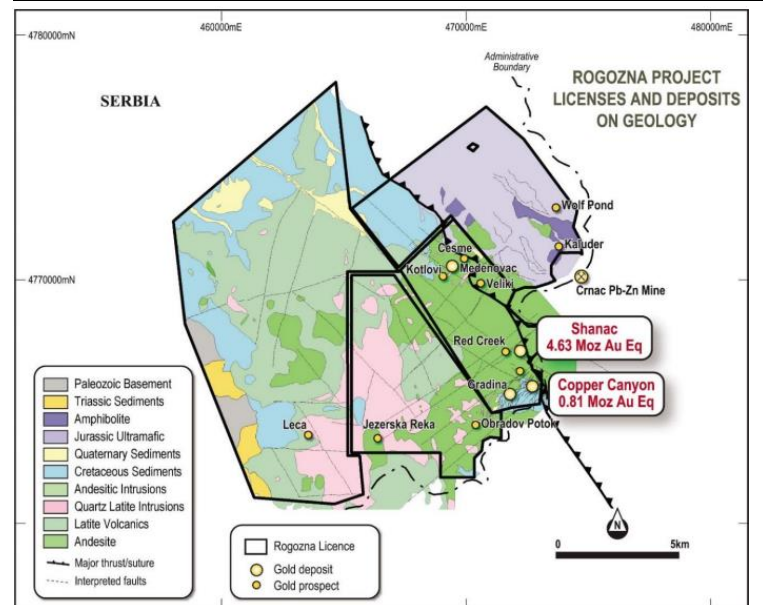 460000mE
470000mE
480000mE
4780000mN
Administrative
Boundary
SERBIA
ROGOZNA PROJECT
LICENSES AND DEPOSITS
ON GEOLOGY
Wolf Pond
Kaluder
Cesme
Medenovac
Kotlovi
Veliki
4770000mN
Crnac Pb-Zn Mine
Red Creek
Shanac
4.63 Moz Au Eq
Gradina
Copper Canyon
0.81 Moz Au Eq
Leca
Jezerska Reka
Obradov Potok
Paleozoic Basement
Triassic Sediments
Amphibolite
Jurassic Ultramafic
Quaternary Sediments
Cretaceous Sediments
Andesitic Intrusions
Quartz Latite Intrusions
Latite Volcanics
Andesite
Major thrust/suture
Interpreted faults
Rogozna Licence
Gold deposit
Gold prospect
N
0 5km